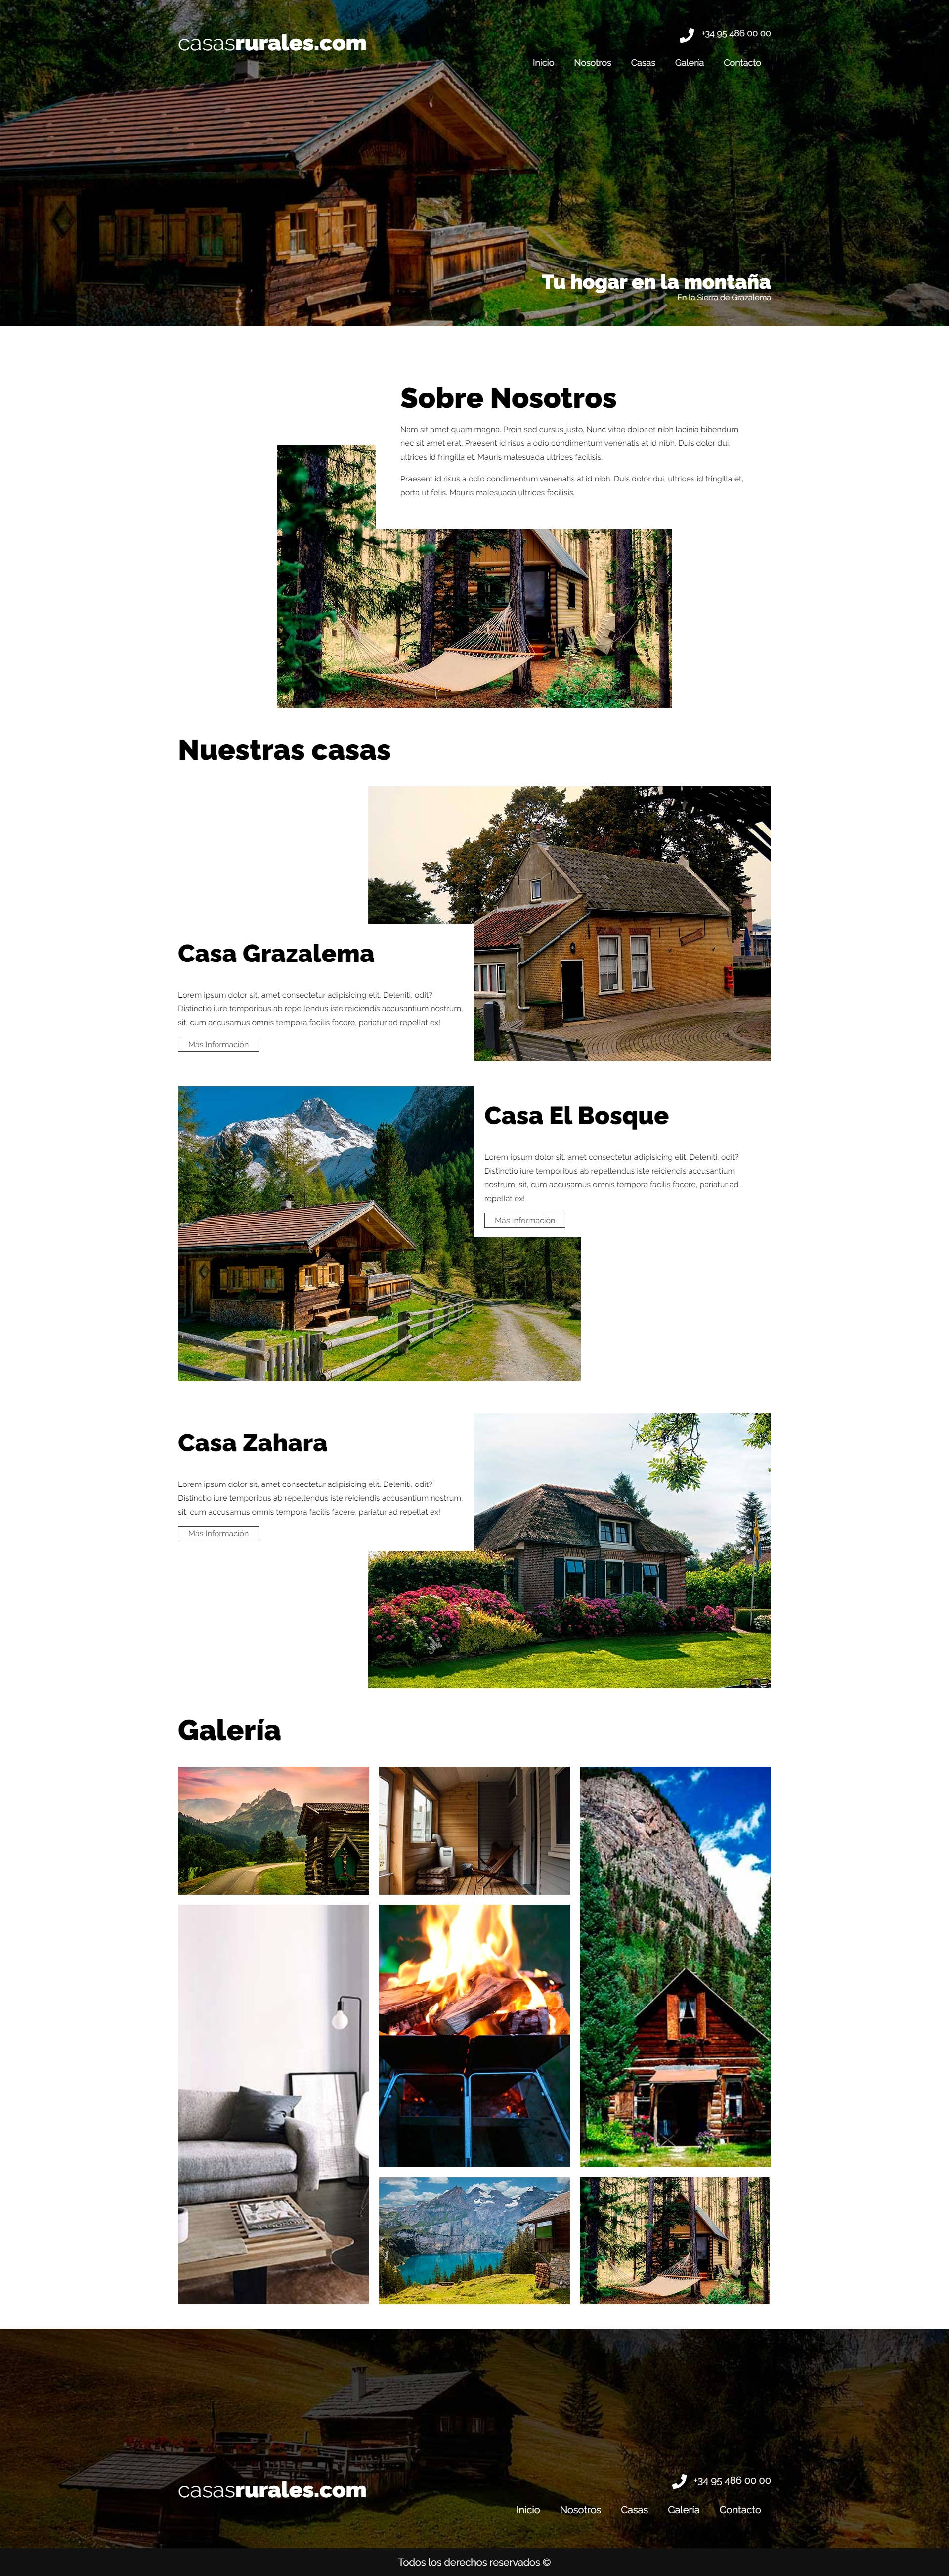 casasrurales.com
+34 95 486 00 00
Inicio Nosotros Casas Galería Contacto
Tu hogar en la montaña
En la Sierra de Grazalema
Sobre Nosotros
Nam sit amet quam magna. Proin sed cursus justo. Nunc vitae dolor et nibh lacinia bibendum
nec sit amet erat. Praesent id risus a odio condimentum venenatis at id nibh. Duis dolor dui,
ultrices id fringilla et. Mauris malesuada ultrices facilisis.
Praesent id risus a odio condimentum venenatis at id nibh. Duis dolor dui, ultrices id fringilla et,
porta ut felis. Mauris malesuada ultrices facilisis.
Nuestras casas
Casa Grazalema
Lorem ipsum dolor sit, amet consectetur adipisicing elit. Deleniti, odit?
Distinctio iure temporibus ab repellendus iste reiciendis accusantium nostrum,
sit, cum accusamus omnis tempora facilis facere, pariatur ad repellat ex!
Más Información
Casa El Bosque
Lorem ipsum dolor sit, amet consectetur adipisicing elit. Deleniti, odit?
Distinctio iure temporibus ab repellendus iste reiciendis accusantium
nostrum, sit, cum accusamus omnis tempora facilis facere, pariatur ad
repellat ex!
Más Información
Casa Zahara
Lorem ipsum dolor sit, amet consectetur adipisicing elit. Deleniti, odit?
Distinctio iure temporibus ab repellendus iste reiciendis accusantium nostrum,
sit, cum accusamus omnis tempora facilis facere, pariatur ad repellat ex!
Más Información
Galería
casasrurales.com
+34 95 486 00 00
Inicio Nosotros Casas Galería Contacto
Todos los derechos reservados ©